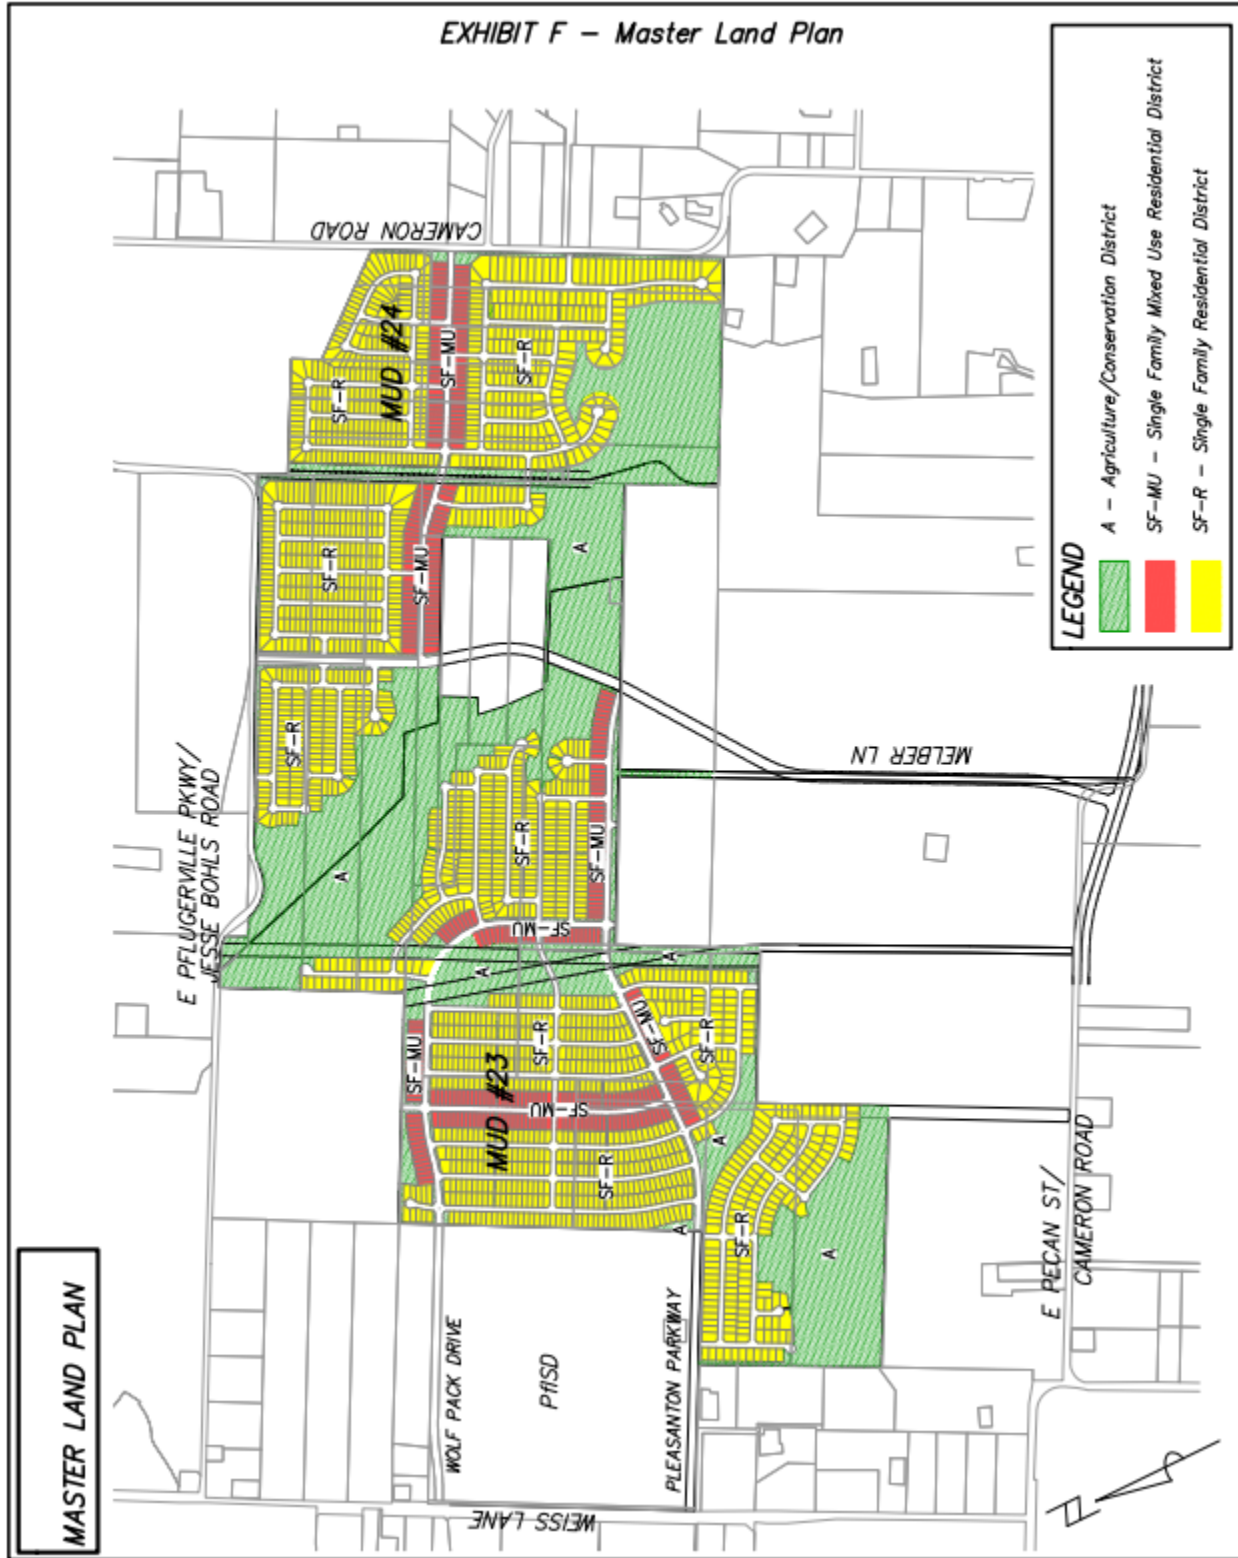 EXHIBIT F – Master Land Plan
LEGEND
A – Agriculture/Conservation District
SF-MU – Single Family Mixed Use Residential District
SF-R – Single Family Residential District
CAMERON ROAD
MUD #24
SF-R
SF-MU
SF-R
SF-R
SF-MU
A
SF-R
E PFLUGERVILLE PKWY/
JESSE BOHLS ROAD
A
SF-R
SF-MU
SF-MU
MELBER LN
A
A
SF-MU
SF-R
SF-MU
SF-R
MUD #23
SF-MU
SF-R
A
A
SF-R
A
E PECAN ST/
CAMERON ROAD
WOLF PACK DRIVE
PfISD
PLEASANTON PARKWAY
WEISS LANE
MASTER LAND PLAN
N